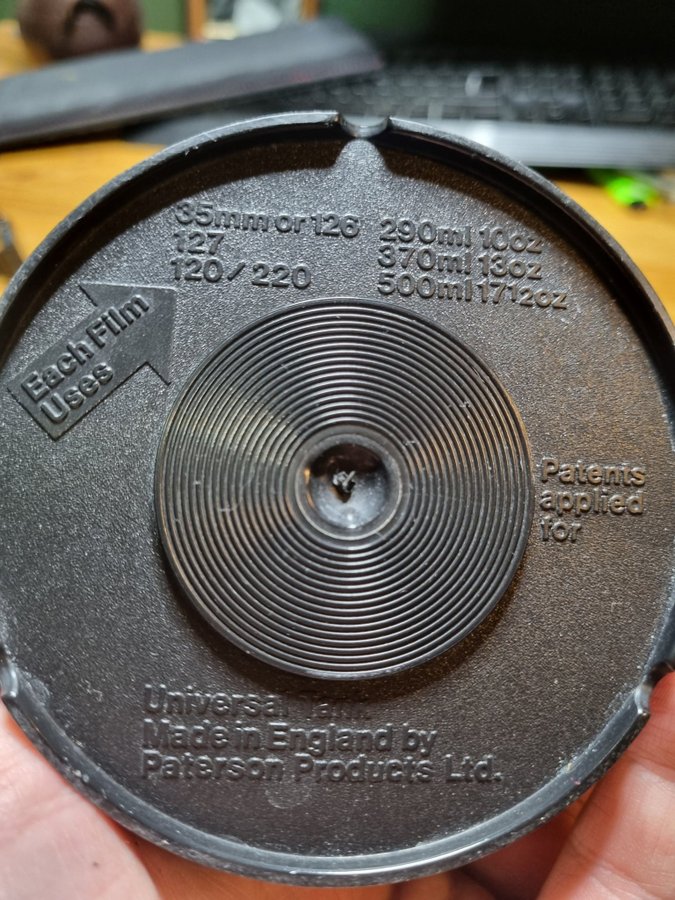 35mm or 126 290ml 10oz
127 370ml 13oz
120/220 500ml 17½oz
Each Film
Uses
Patents
applied
for
Universal Tank
Made in England by
Paterson Products Ltd.